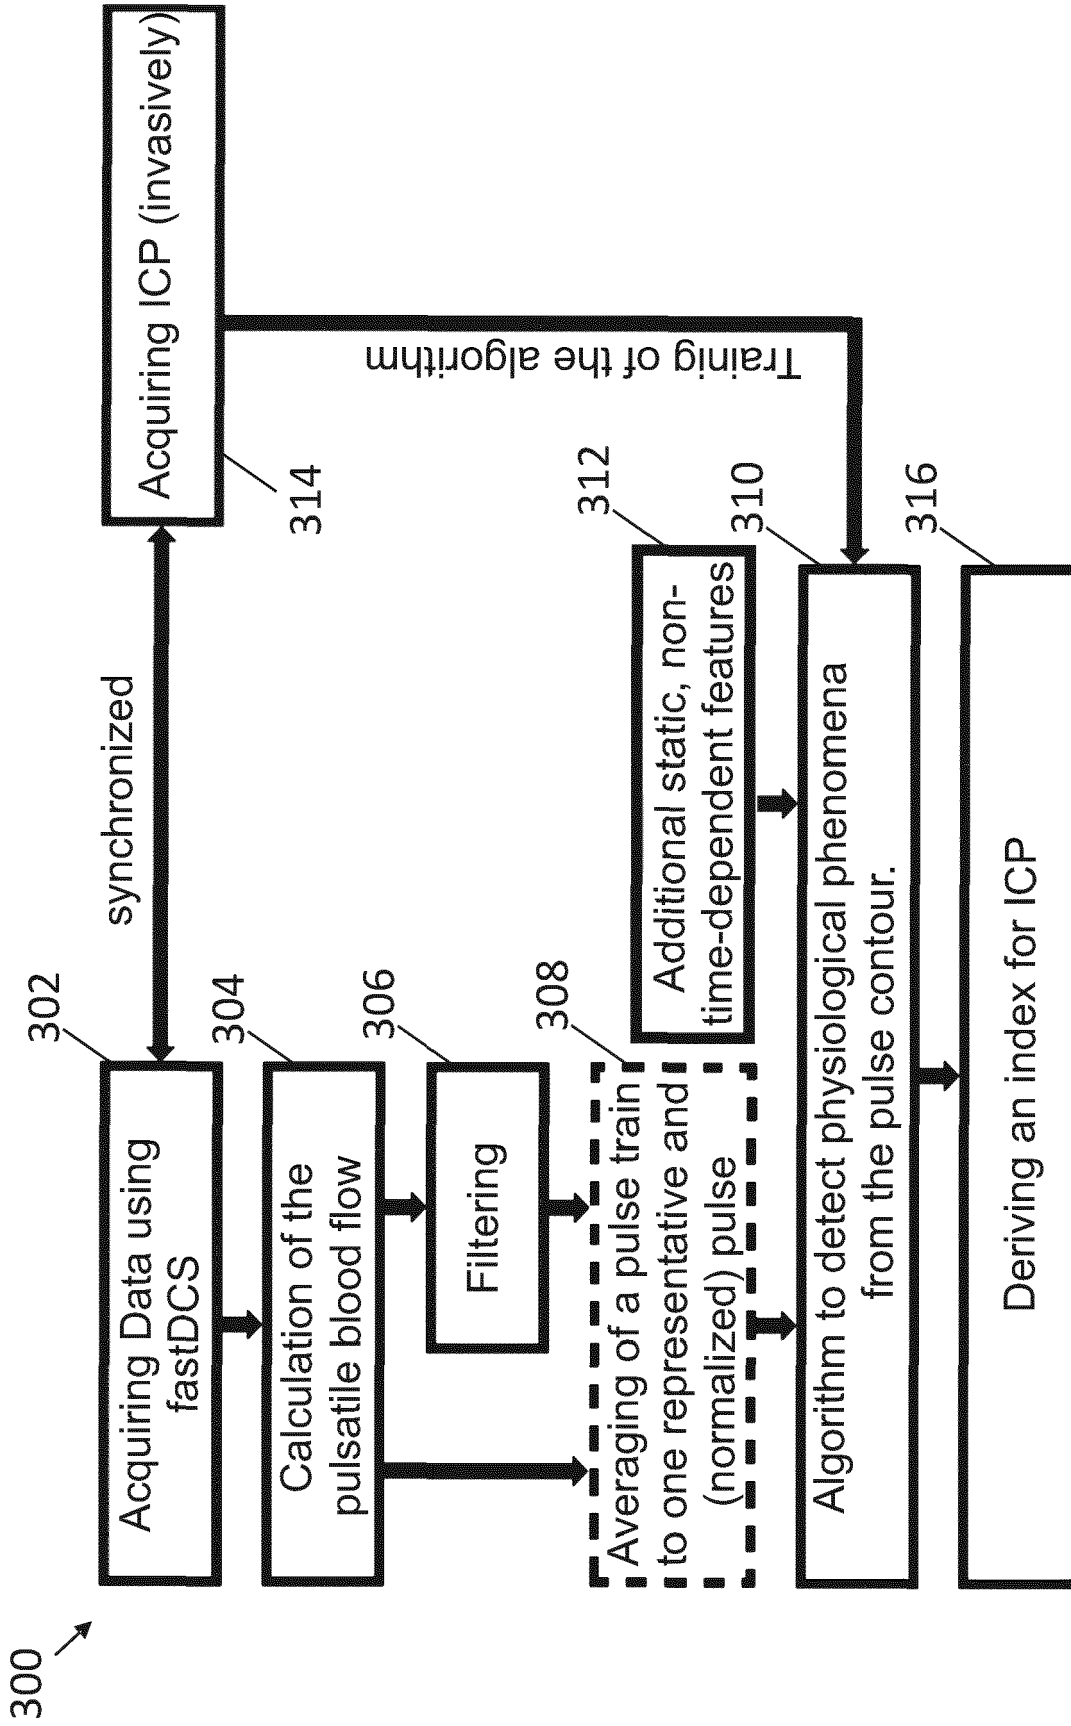 300
302
Acquiring Data using
fastDCS
synchronized
Acquiring ICP (invasively)
314
304
Calculation of the
pulsatile blood flow
306
Filtering
Trainig of the algorithm
308
Averaging of a pulse train
to one representative and
(normalized) pulse
312
Additional static, non-
time-dependent features
310
Algorithm to detect physiological phenomena
from the pulse contour.
316
Deriving an index for ICP